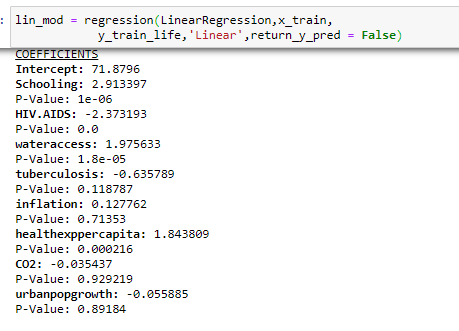 : lin_mod = regression(LinearRegression,x_train,
y_train_life,'Linear',return_y_pred = False)
COEFFICIENTS
Intercept: 71.8796
Schooling: 2.913397
P-Value: 1e-06
HIV.AIDS: -2.373193
P-Value: 0.0
wateraccess: 1.975633
P-Value: 1.8e-05
tuberculosis: -0.635789
P-Value: 0.118787
inflation: 0.127762
P-Value: 0.71353
healthexppercapita: 1.843809
P-Value: 0.000216
CO2: -0.035437
P-Value: 0.929219
urbanpopgrowth: -0.055885
P-Value: 0.89184